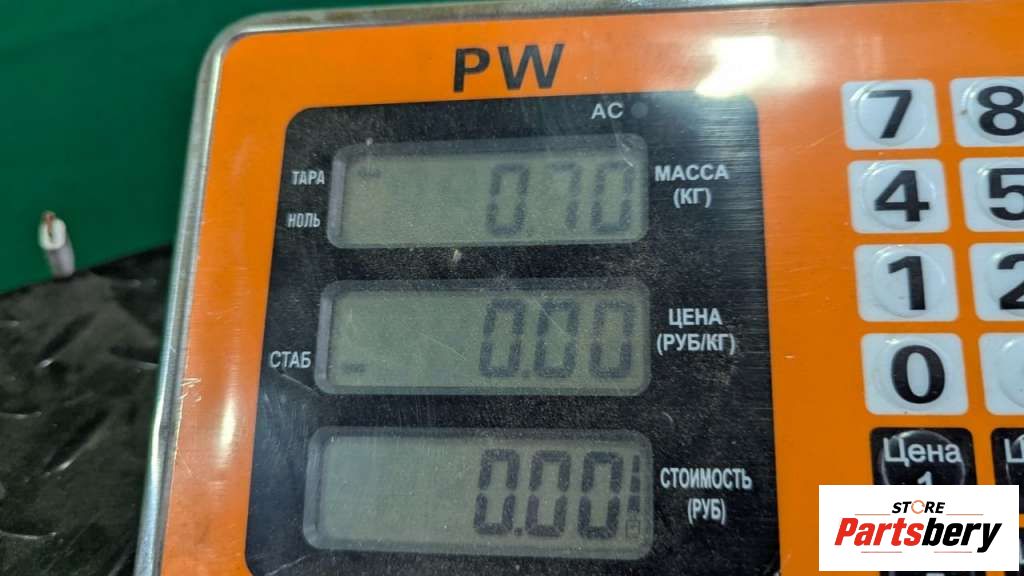 PW
AC
ТАРА
НОЛЬ
0.70
МАССА
(КГ)
СТАБ
0.00
ЦЕНА
(РУБ/КГ)
0.00
СТОИМОСТЬ
(РУБ)
7 8
4 5
1 2
0
Цена
1
STORE
Partsbery